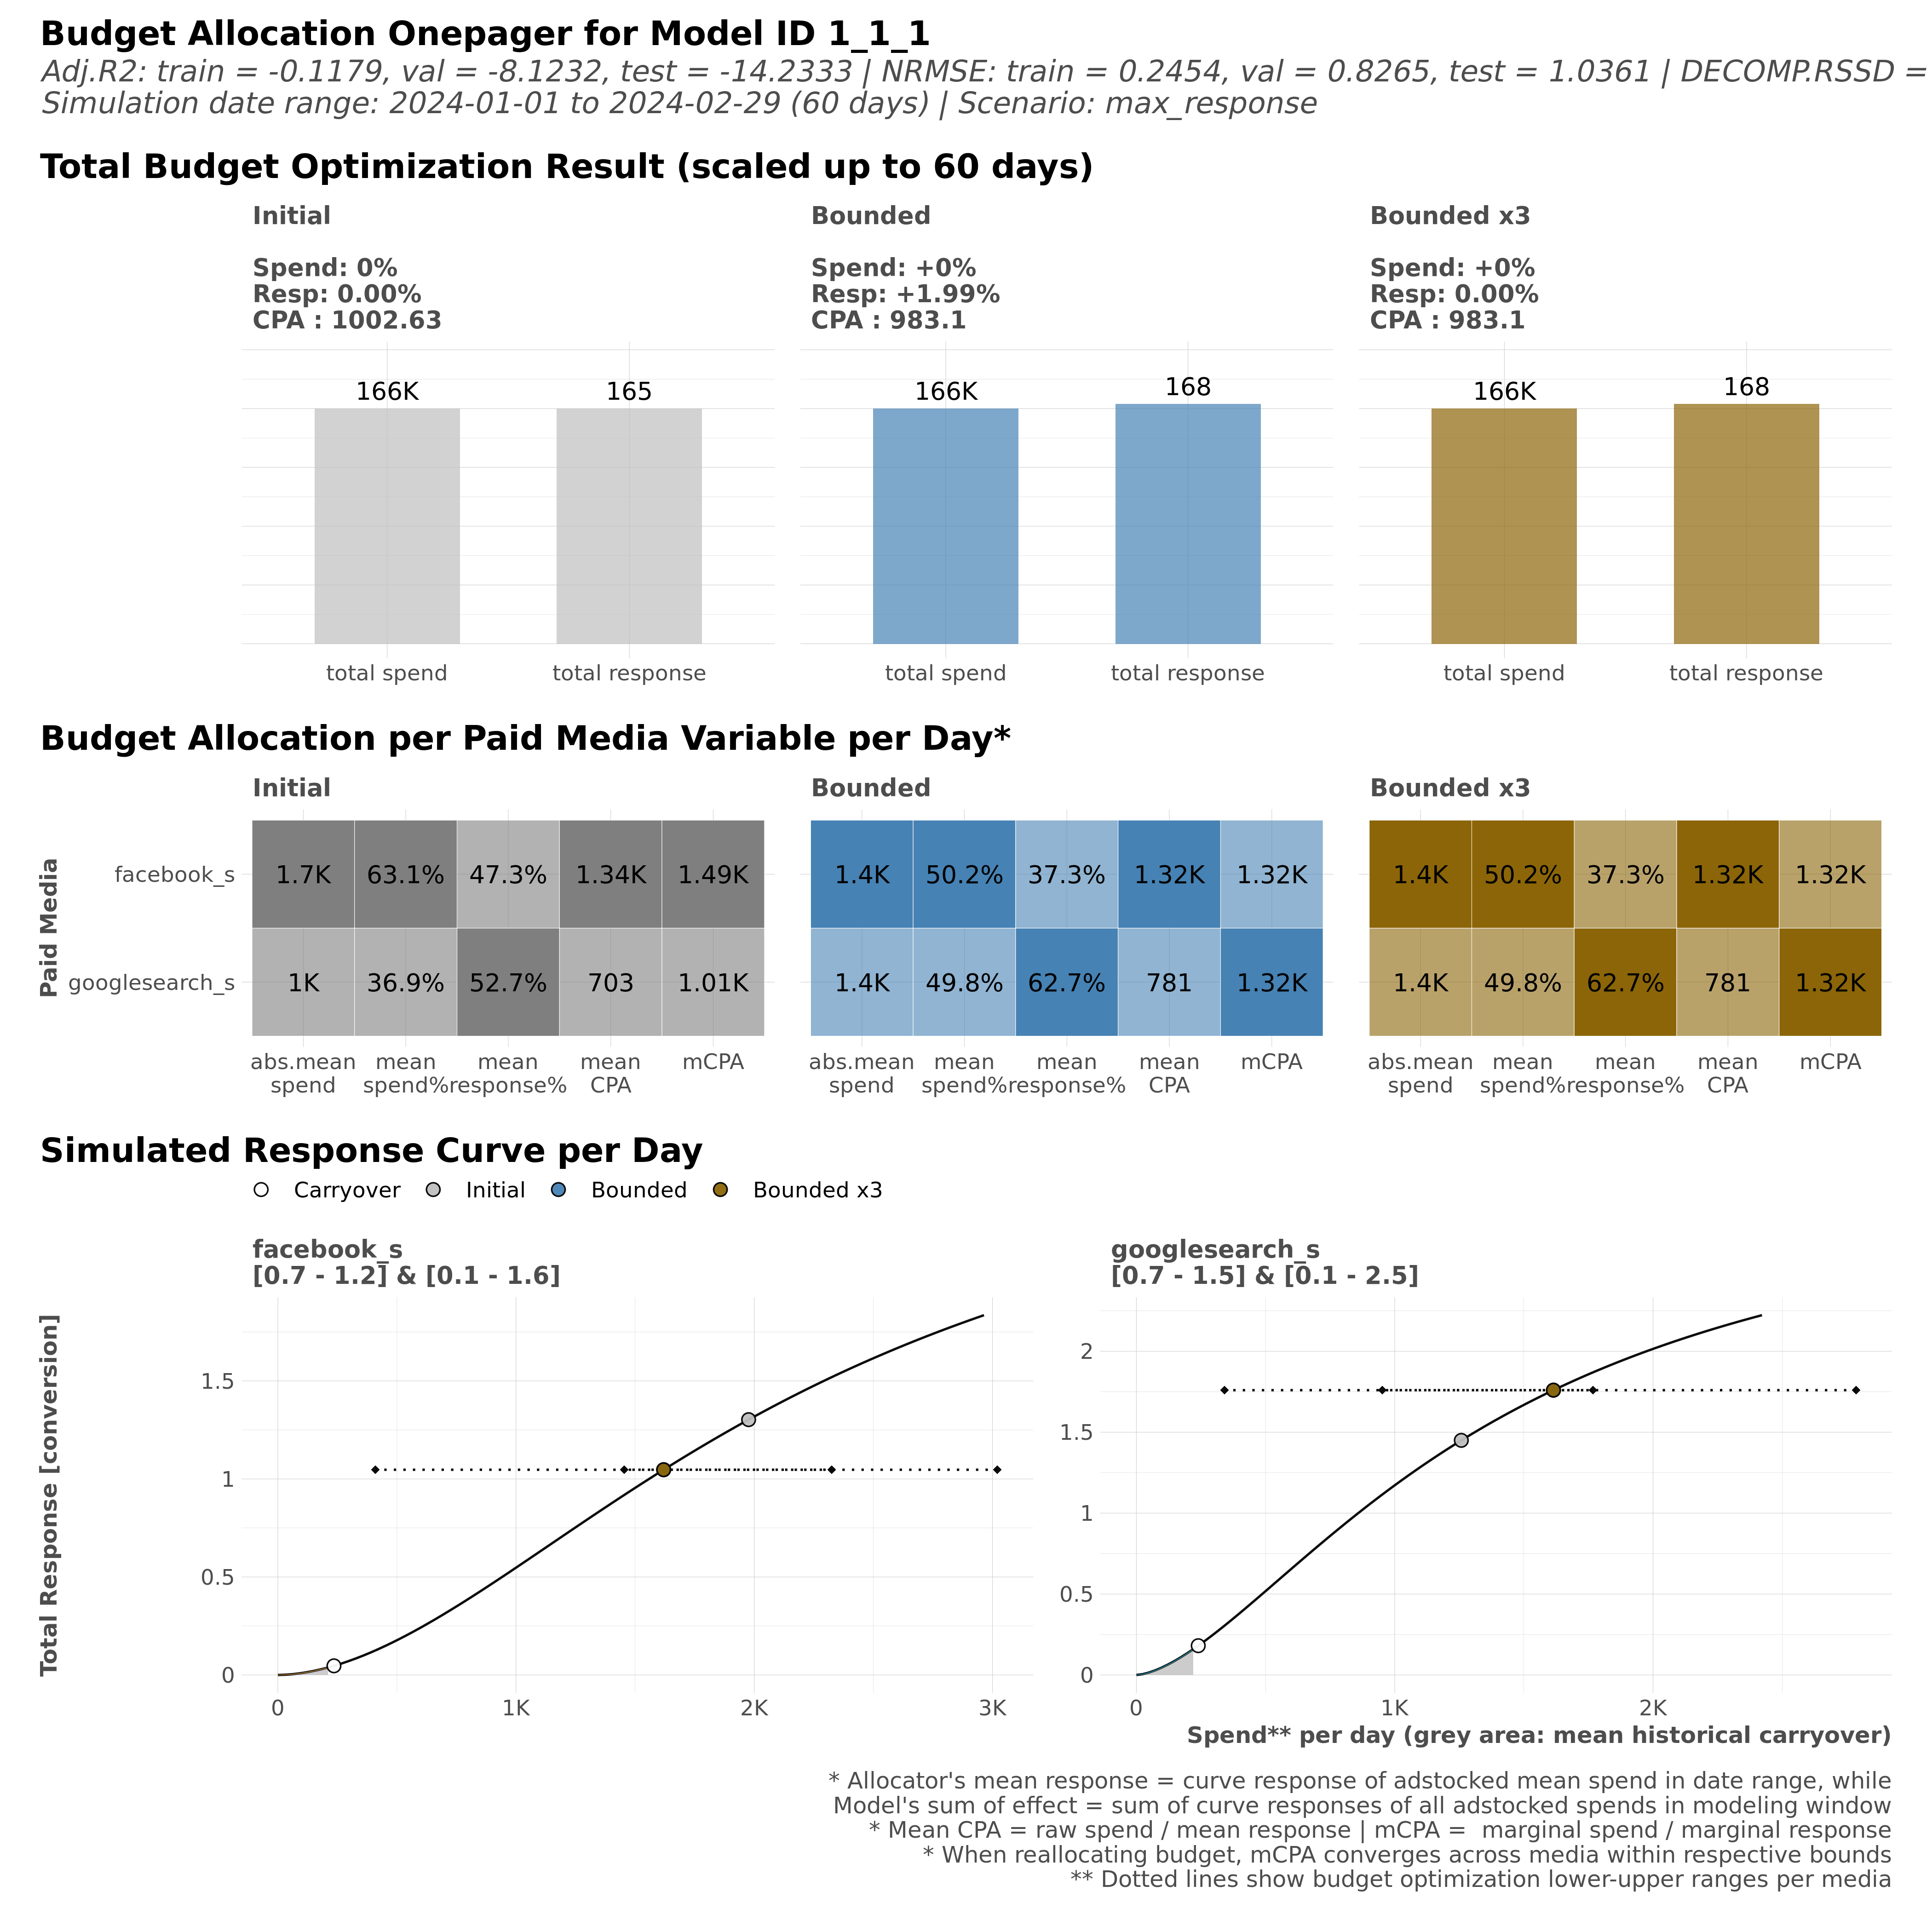 Budget Allocation Onepager for Model ID 1_1_1
Adj.R2: train = -0.1179, val = -8.1232, test = -14.2333 | NRMSE: train = 0.2454, val = 0.8265, test = 1.0361 | DECOMP.RSSD =
Simulation date range: 2024-01-01 to 2024-02-29 (60 days) | Scenario: max_response
Total Budget Optimization Result (scaled up to 60 days)
Initial
Spend: 0%
Resp: 0.00%
CPA : 1002.63
166K
165
total spend
total response
Bounded
Spend: +0%
Resp: +1.99%
CPA : 983.1
166K
168
total spend
total response
Bounded x3
Spend: +0%
Resp: 0.00%
CPA : 983.1
166K
168
total spend
total response
Budget Allocation per Paid Media Variable per Day*
Initial
Bounded
Bounded x3
Paid Media
facebook_s
1.7K 63.1% 47.3% 1.34K 1.49K
1.4K 50.2% 37.3% 1.32K 1.32K
1.4K 50.2% 37.3% 1.32K 1.32K
googlesearch_s
1K 36.9% 52.7% 703 1.01K
1.4K 49.8% 62.7% 781 1.32K
1.4K 49.8% 62.7% 781 1.32K
abs.mean mean mean mean mCPA
spend spend% response% CPA
abs.mean mean mean mean mCPA
spend spend% response% CPA
abs.mean mean mean mean mCPA
spend spend% response% CPA
Simulated Response Curve per Day
Carryover Initial Bounded Bounded x3
Total Response [conversion]
facebook_s
[0.7 - 1.2] & [0.1 - 1.6]
1.5
1
0.5
0
0 1K 2K 3K
googlesearch_s
[0.7 - 1.5] & [0.1 - 2.5]
2
1.5
1
0.5
0
0 1K 2K
Spend** per day (grey area: mean historical carryover)
* Allocator's mean response = curve response of adstocked mean spend in date range, while
Model's sum of effect = sum of curve responses of all adstocked spends in modeling window
* Mean CPA = raw spend / mean response | mCPA = marginal spend / marginal response
* When reallocating budget, mCPA converges across media within respective bounds
** Dotted lines show budget optimization lower-upper ranges per media